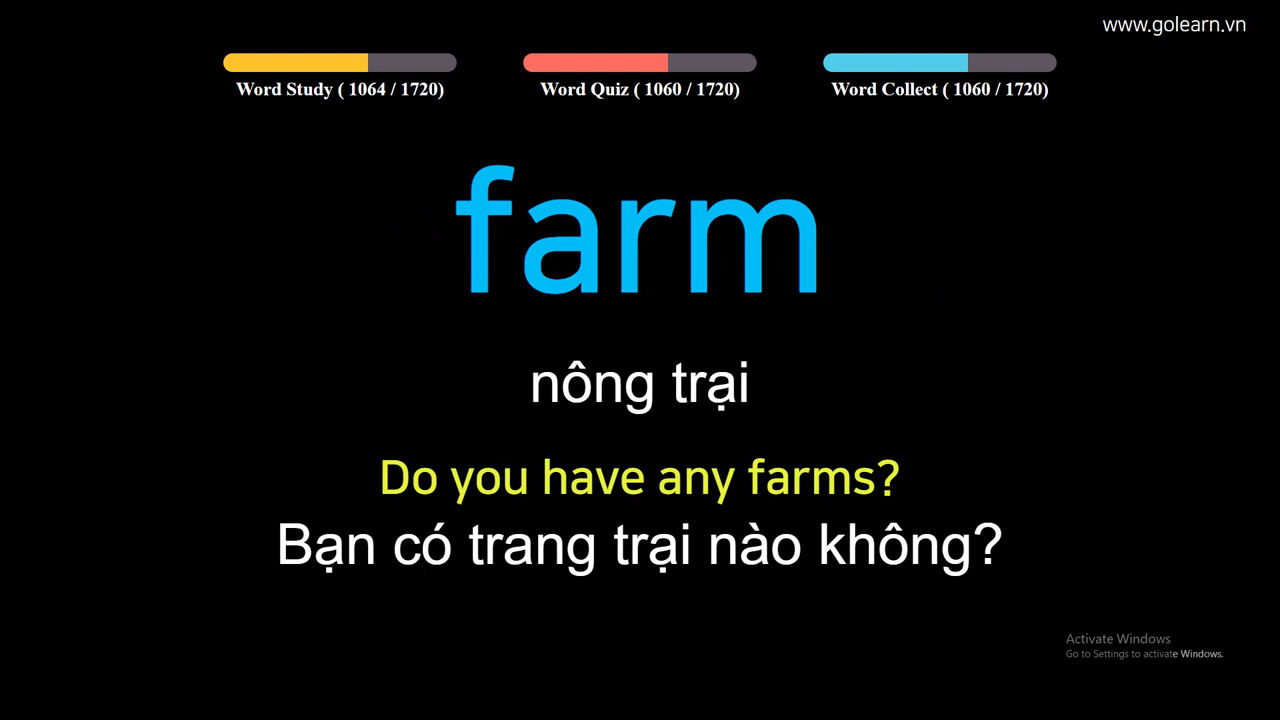 www.golearn.vn
Word Study ( 1064 / 1720)
Word Quiz ( 1060 / 1720)
Word Collect ( 1060 / 1720)
farm
nông trại
Do you have any farms?
Bạn có trang trại nào không?
Activate Windows
Go to Settings to activate Windows.